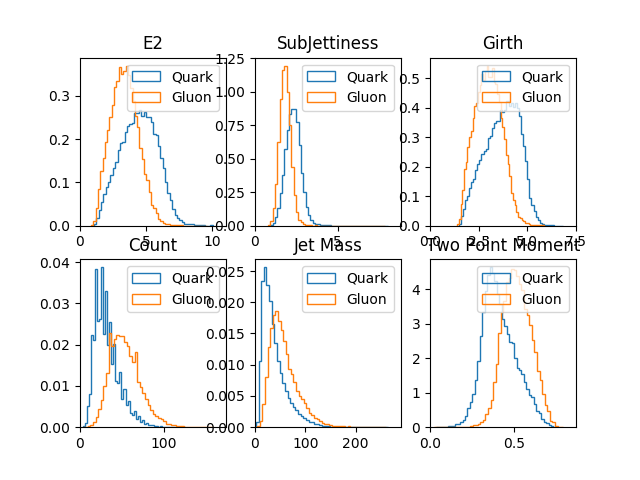 E2
SubJettiness
Girth
Quark
Gluon
Quark
Gluon
Quark
Gluon
0.3
0.2
0.1
0.0
0
5
10
1.25
1.00
0.75
0.50
0.25
0.00
0
5
0.5
0.4
0.3
0.2
0.1
0.0
0.0
2.5
5.0
7.5
Count
Jet Mass
Two Point Moment
Quark
Gluon
Quark
Gluon
Quark
Gluon
0.04
0.03
0.02
0.01
0.00
0
100
0.025
0.020
0.015
0.010
0.005
0.000
0
100
200
4
3
2
1
0
0.0
0.5